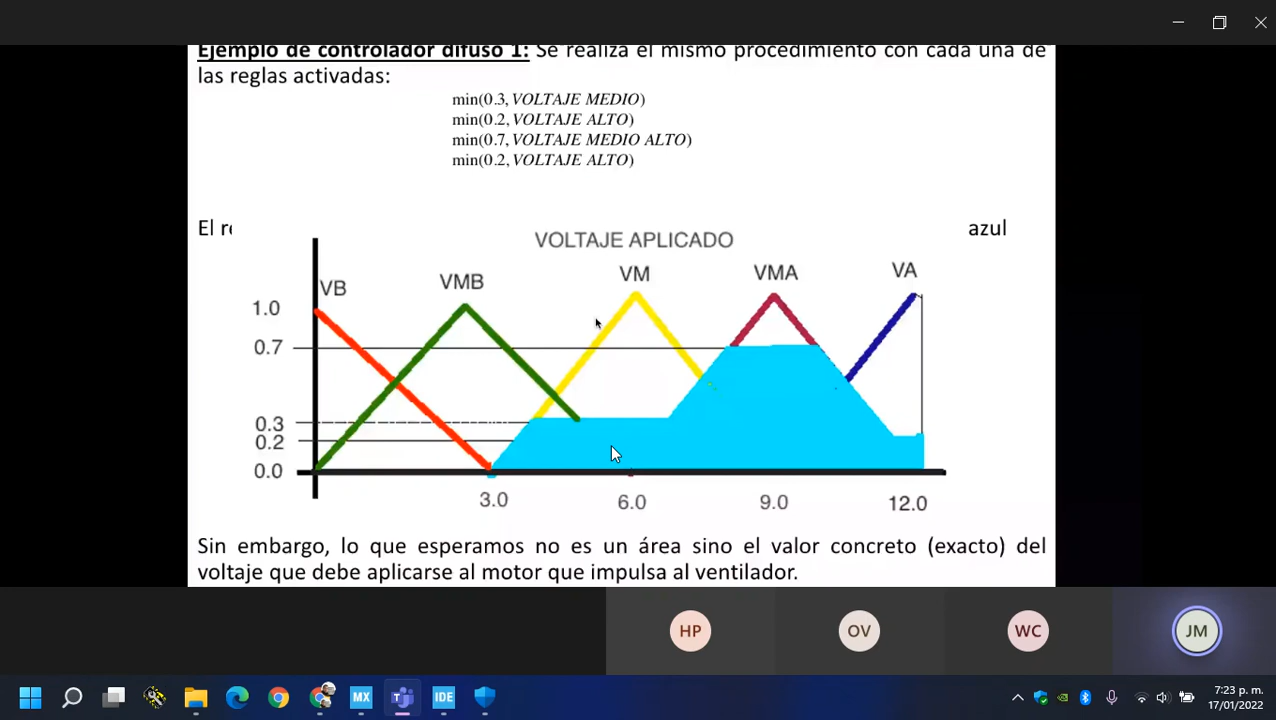 Ejemplo de controlador difuso 1: Se realiza el mismo procedimiento con cada una de
las reglas activadas:
min(0.3, VOLTAJE MEDIO)
min(0.2, VOLTAJE ALTO)
min(0.7, VOLTAJE MEDIO ALTO)
min(0.2, VOLTAJE ALTO)
El azul
VOLTAJE APLICADO
VB VMB VM VMA VA
1.0
0.7
0.3
0.2
0.0
3.0 6.0 9.0 12.0
Sin embargo, lo que esperamos no es un área sino el valor concreto (exacto) del
voltaje que debe aplicarse al motor que impulsa al ventilador.
HP OV WC JM
MX IDE
7:23 p. m.
17/01/2022